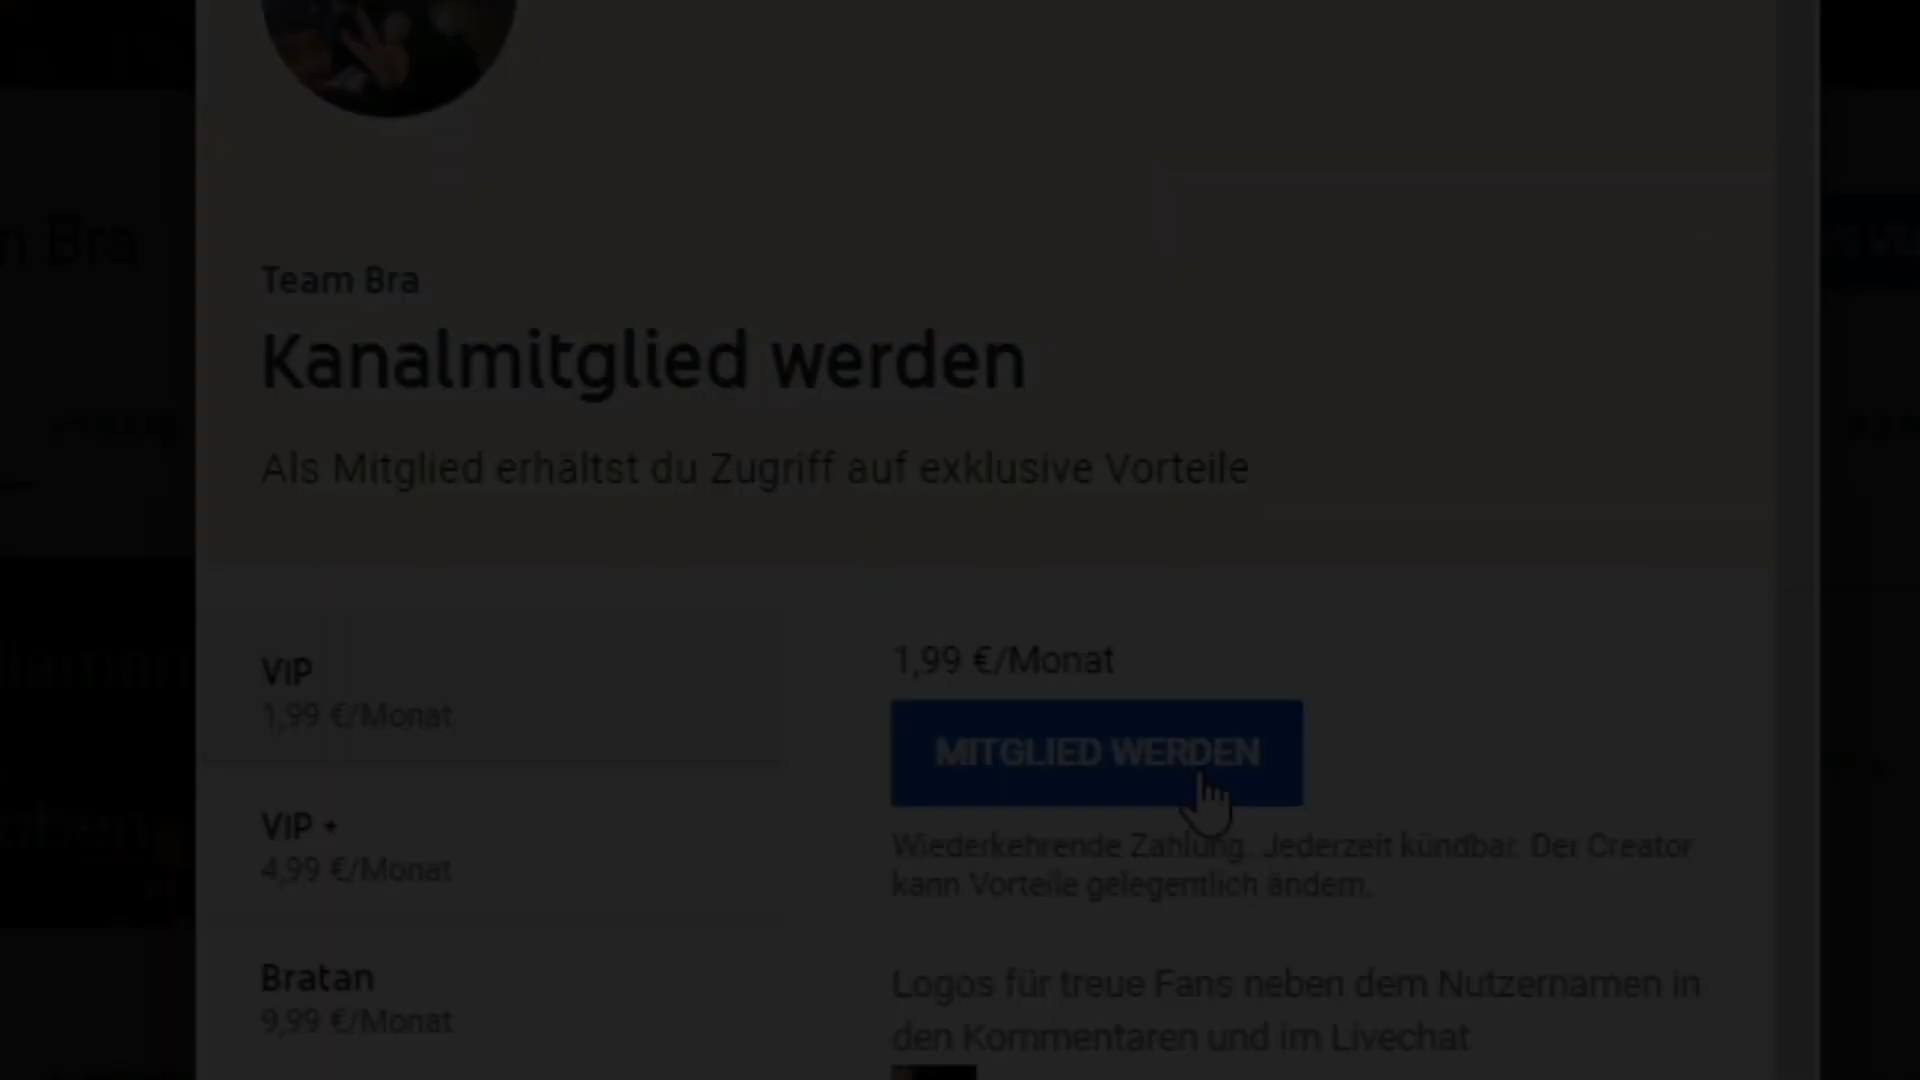 Bra
Team Bra
Kanalmitglied werden
Als Mitglied erhältst du Zugriff auf exklusive Vorteile
VIP
1,99 €/Monat
VIP +
4,99 €/Monat
Bratan
9,99 €/Monat
1,99 €/Monat
MITGLIED WERDEN
Wiederkehrende Zahlung. Jederzeit kündbar. Der Creator
kann Vorteile gelegentlich ändern.
Logos für treue Fans neben dem Nutzernamen in
den Kommentaren und im Livechat